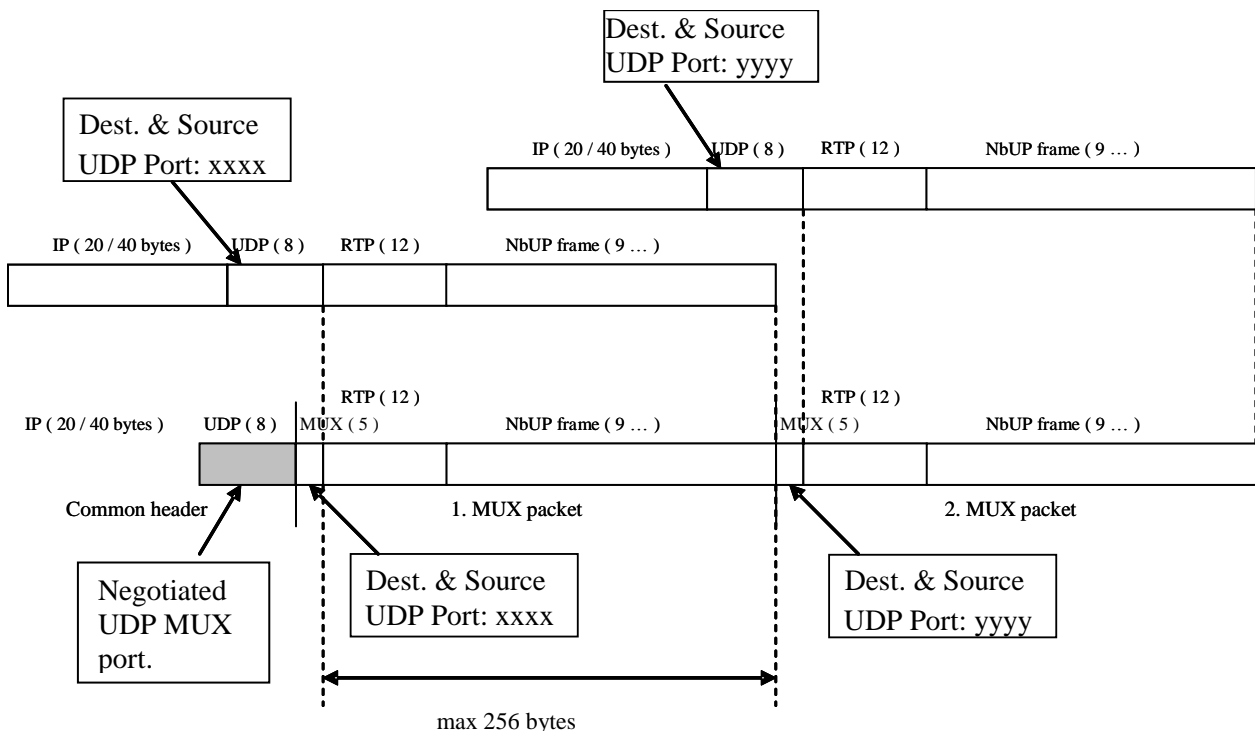 Dest. & Source
UDP Port: yyyy
Dest. & Source
UDP Port: xxxx
IP ( 20 / 40 bytes )
UDP ( 8 )
RTP ( 12 )
NbUP frame ( 9 … )
IP ( 20 / 40 bytes )
UDP ( 8 )
RTP ( 12 )
NbUP frame ( 9 … )
RTP ( 12 )
RTP ( 12 )
IP ( 20 / 40 bytes )
UDP ( 8 )
MUX ( 5 )
NbUP frame ( 9 … )
MUX ( 5 )
NbUP frame ( 9 … )
Common header
1. MUX packet
2. MUX packet
Negotiated
UDP MUX
port.
Dest. & Source
UDP Port: xxxx
Dest. & Source
UDP Port: yyyy
max 256 bytes